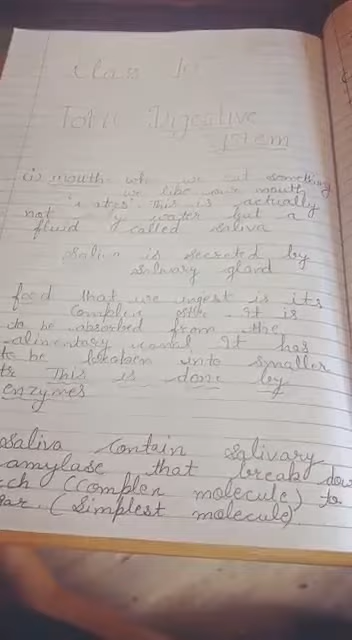 Class
Topic Digestive
System
(i) mouth when we eat something
we like our mouth
This is actually
not water but a
fluid called saliva
Saliva is secreted by
salivary gland
food that we ingest is its
complex It is
to be absorbed from the
alimentary canal It has
to be broken into smaller
This is done by
enzymes
saliva contain salivary
amylase that break down
(complex molecule) to
(Simplest molecule).